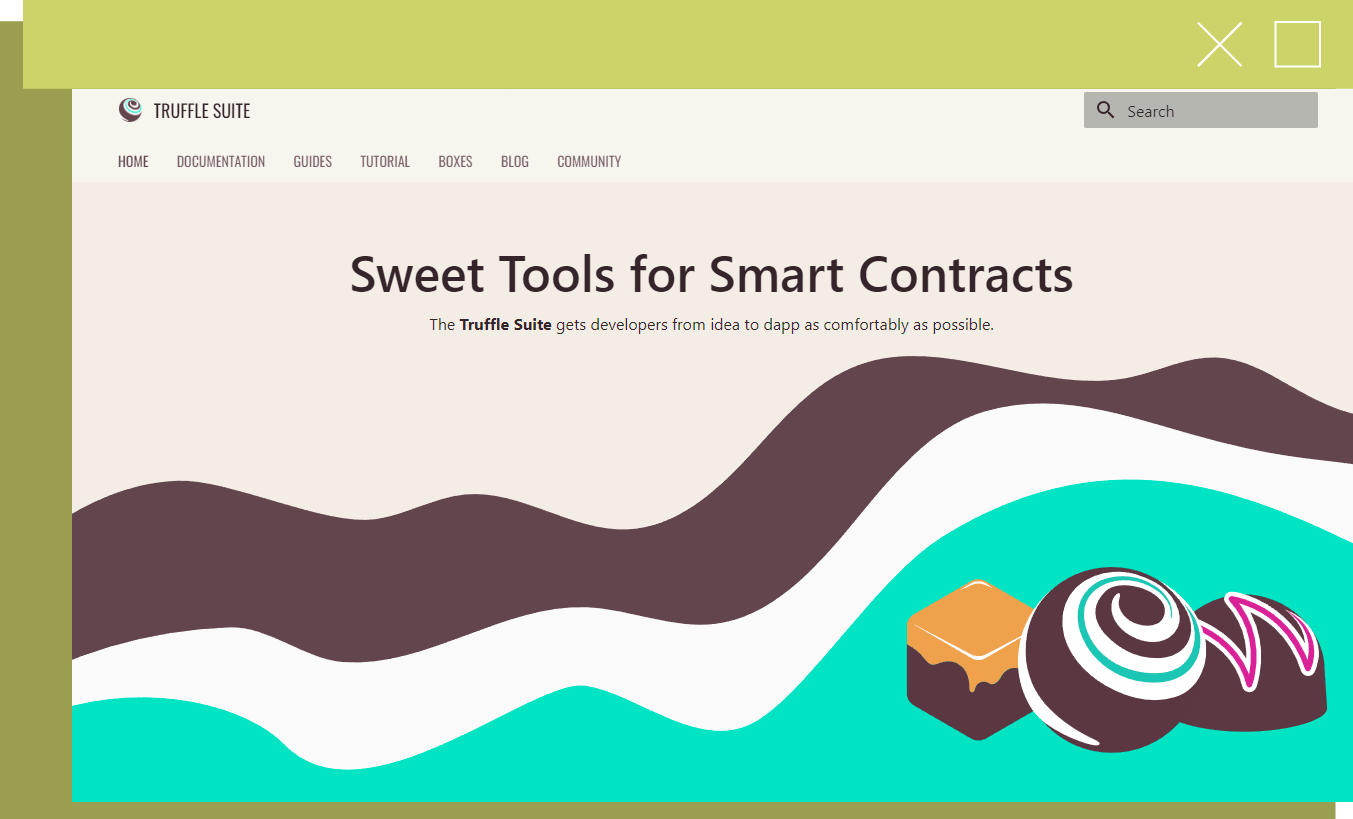 TRUFFLE SUITE
Search
HOME DOCUMENTATION GUIDES TUTORIAL BOXES BLOG COMMUNITY
Sweet Tools for Smart Contracts
The Truffle Suite gets developers from idea to dapp as comfortably as possible.